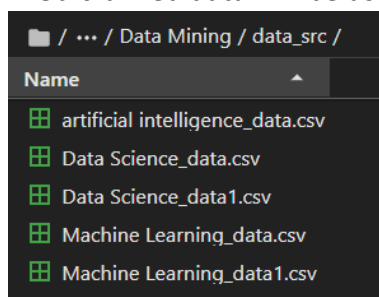 / ··· / Data Mining / data_src /
Name
artificial intelligence_data.csv
Data Science_data.csv
Data Science_data1.csv
Machine Learning_data.csv
Machine Learning_data1.csv